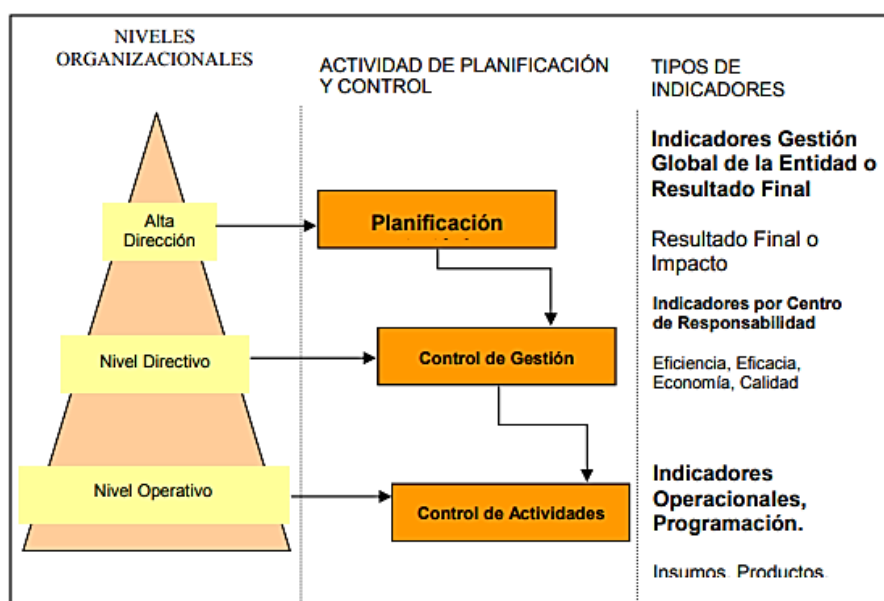 NIVELES
ORGANIZACIONALES
ACTIVIDAD DE PLANIFICACIÓN
Y CONTROL
TIPOS DE
INDICADORES
Alta
Dirección
Planificación
Indicadores Gestión
Global de la Entidad o
Resultado Final
Resultado Final o
Impacto
Nivel Directivo
Control de Gestión
Indicadores por Centro
de Responsabilidad
Eficiencia, Eficacia,
Economía, Calidad
Nivel Operativo
Control de Actividades
Indicadores
Operacionales,
Programación.
Insumos, Productos,